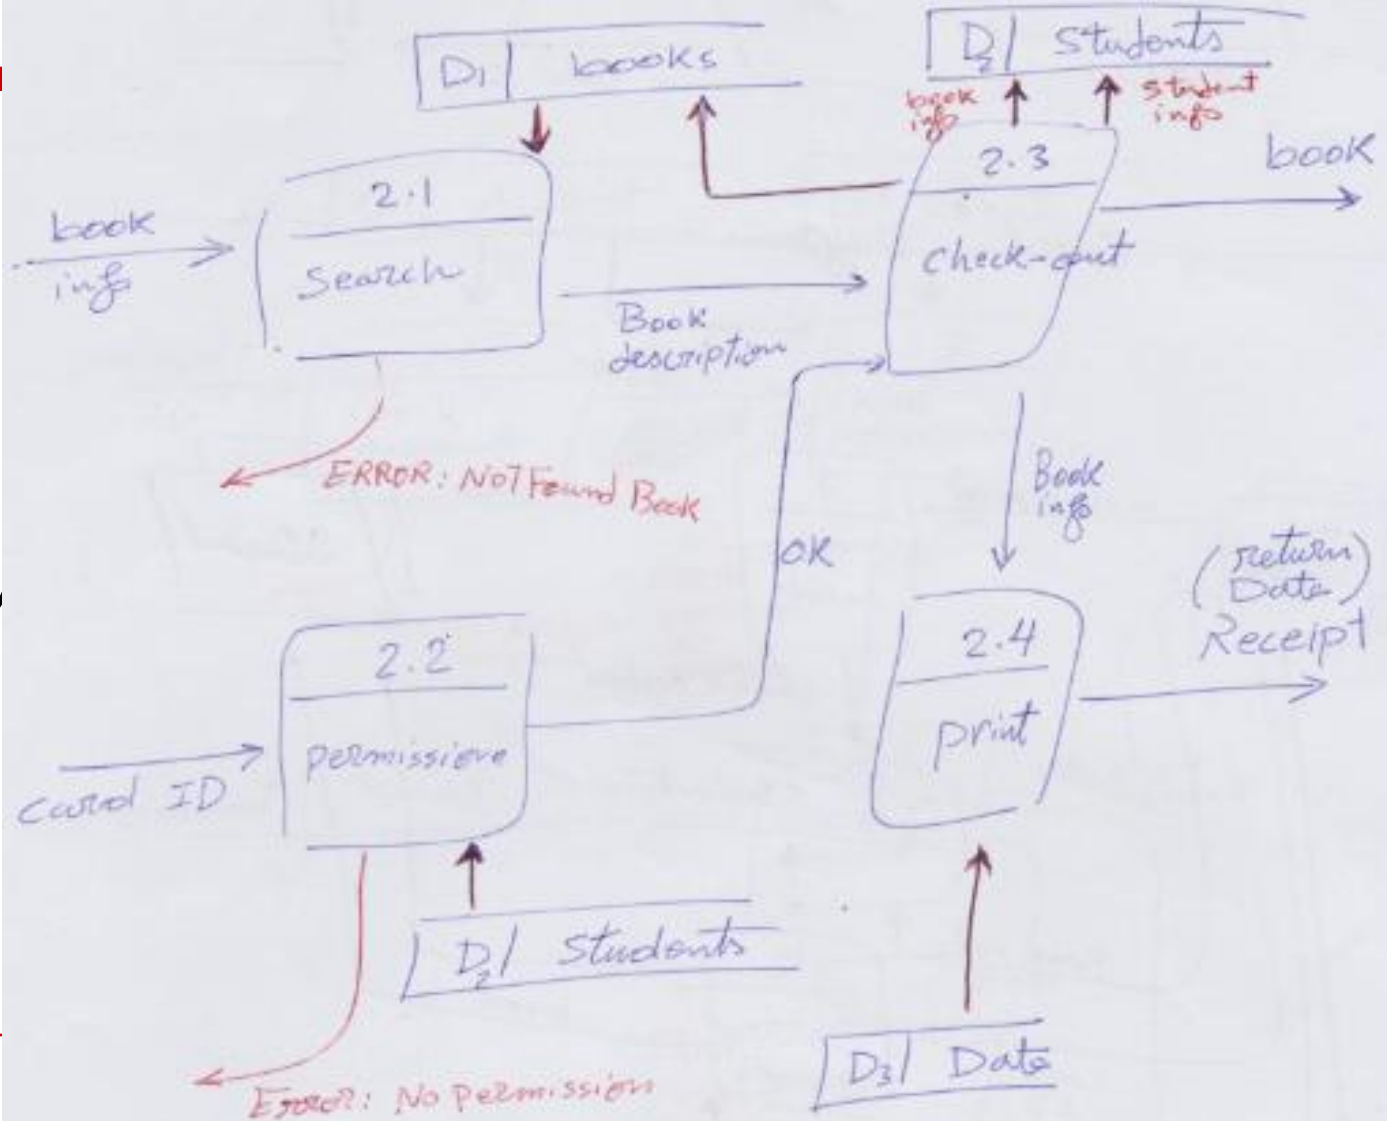 D1 books
D2 Students
book
info
student
info
2.1
search
book
info
2.3
check-out
book
Book
description
ERROR: NOT Found Book
OK
Book
info
2.2
permission
card ID
2.4
print
(return
Date)
Receipt
D2 Students
Error: No Permission
D3 Date